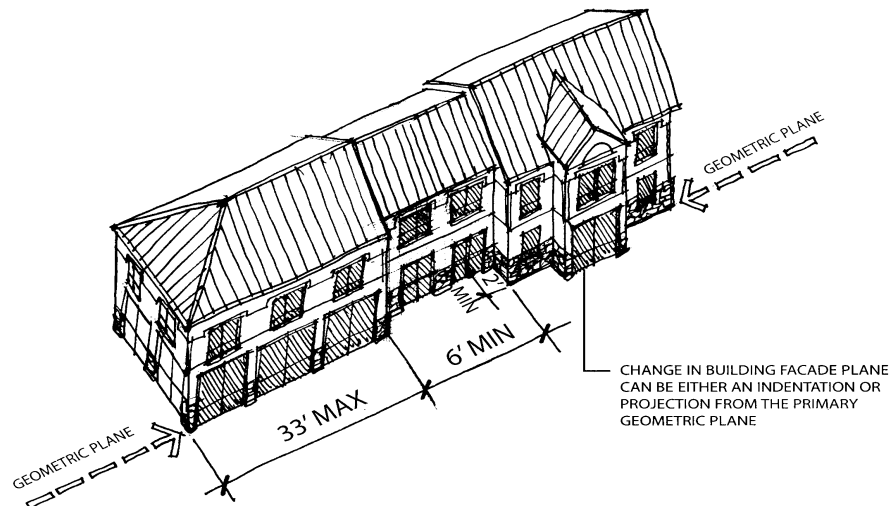 GEOMETRIC PLANE
2'
MIN
6' MIN
33' MAX
CHANGE IN BUILDING FACADE PLANE
CAN BE EITHER AN INDENTATION OR
PROJECTION FROM THE PRIMARY
GEOMETRIC PLANE
GEOMETRIC PLANE